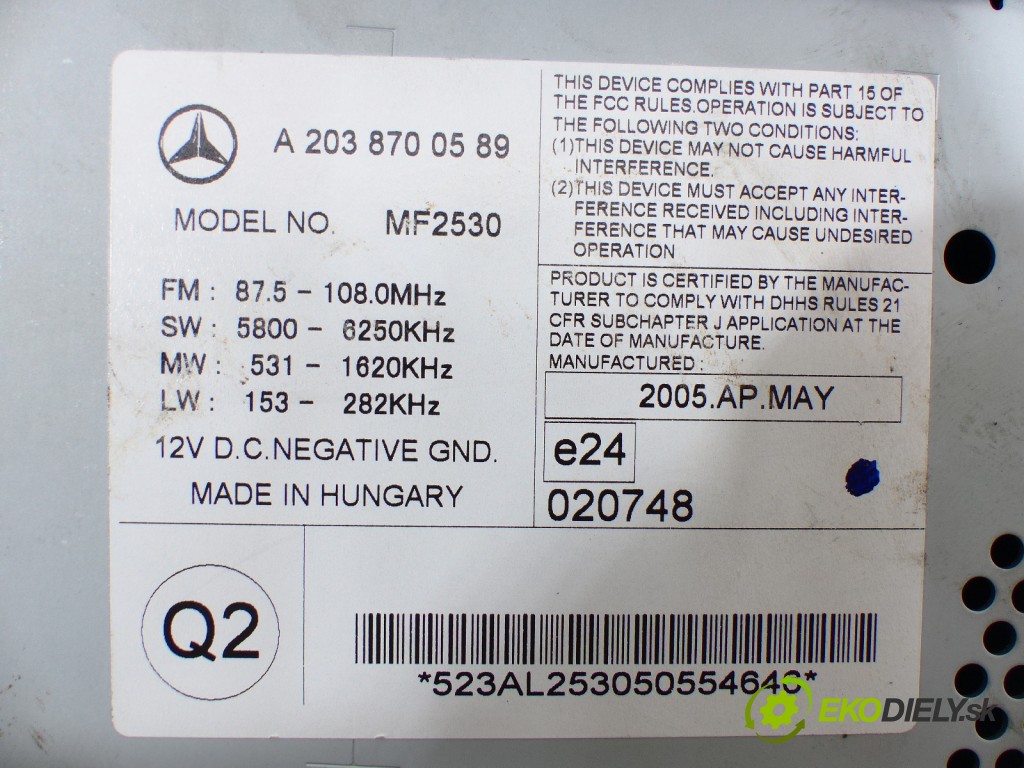 A 203 870 05 89
MODEL NO. MF2530
FM : 87.5 - 108.0MHz
SW : 5800 - 6250KHz
MW : 531 - 1620KHz
LW : 153 - 282KHz
12V D.C.NEGATIVE GND.
MADE IN HUNGARY
THIS DEVICE COMPLIES WITH PART 15 OF
THE FCC RULES.OPERATION IS SUBJECT TO
THE FOLLOWING TWO CONDITIONS:
(1)THIS DEVICE MAY NOT CAUSE HARMFUL
INTERFERENCE.
(2)THIS DEVICE MUST ACCEPT ANY INTER-
FERENCE RECEIVED INCLUDING INTER-
FERENCE THAT MAY CAUSE UNDESIRED
OPERATION
PRODUCT IS CERTIFIED BY THE MANUFAC-
TURER TO COMPLY WITH DHHS RULES 21
CFR SUBCHAPTER J APPLICATION AT THE
DATE OF MANUFACTURE.
MANUFACTURED :
2005.AP.MAY
e24
020748
Q2
*523AL253050554643*
EKODIELY.sk